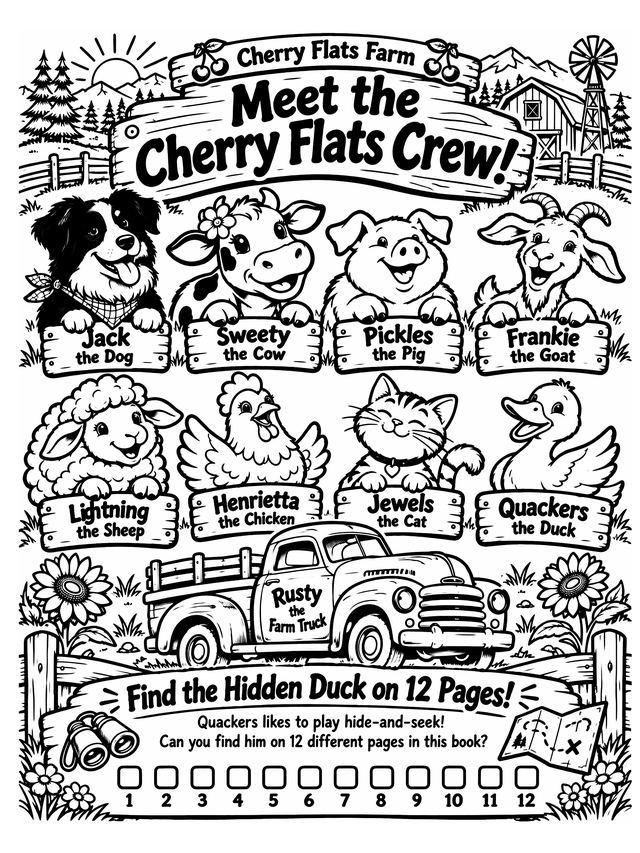 Cherry Flats Farm
Meet the
Cherry Flats Crew!
Jack
the Dog
Sweety
the Cow
Pickles
the Pig
Frankie
the Goat
Lightning
the Sheep
Henrietta
the Chicken
Jewels
the Cat
Quackers
the Duck
Rusty
the
Farm Truck
Find the Hidden Duck on 12 Pages!
Quackers likes to play hide-and-seek!
Can you find him on 12 different pages in this book?
1 2 3 4 5 6 7 8 9 10 11 12